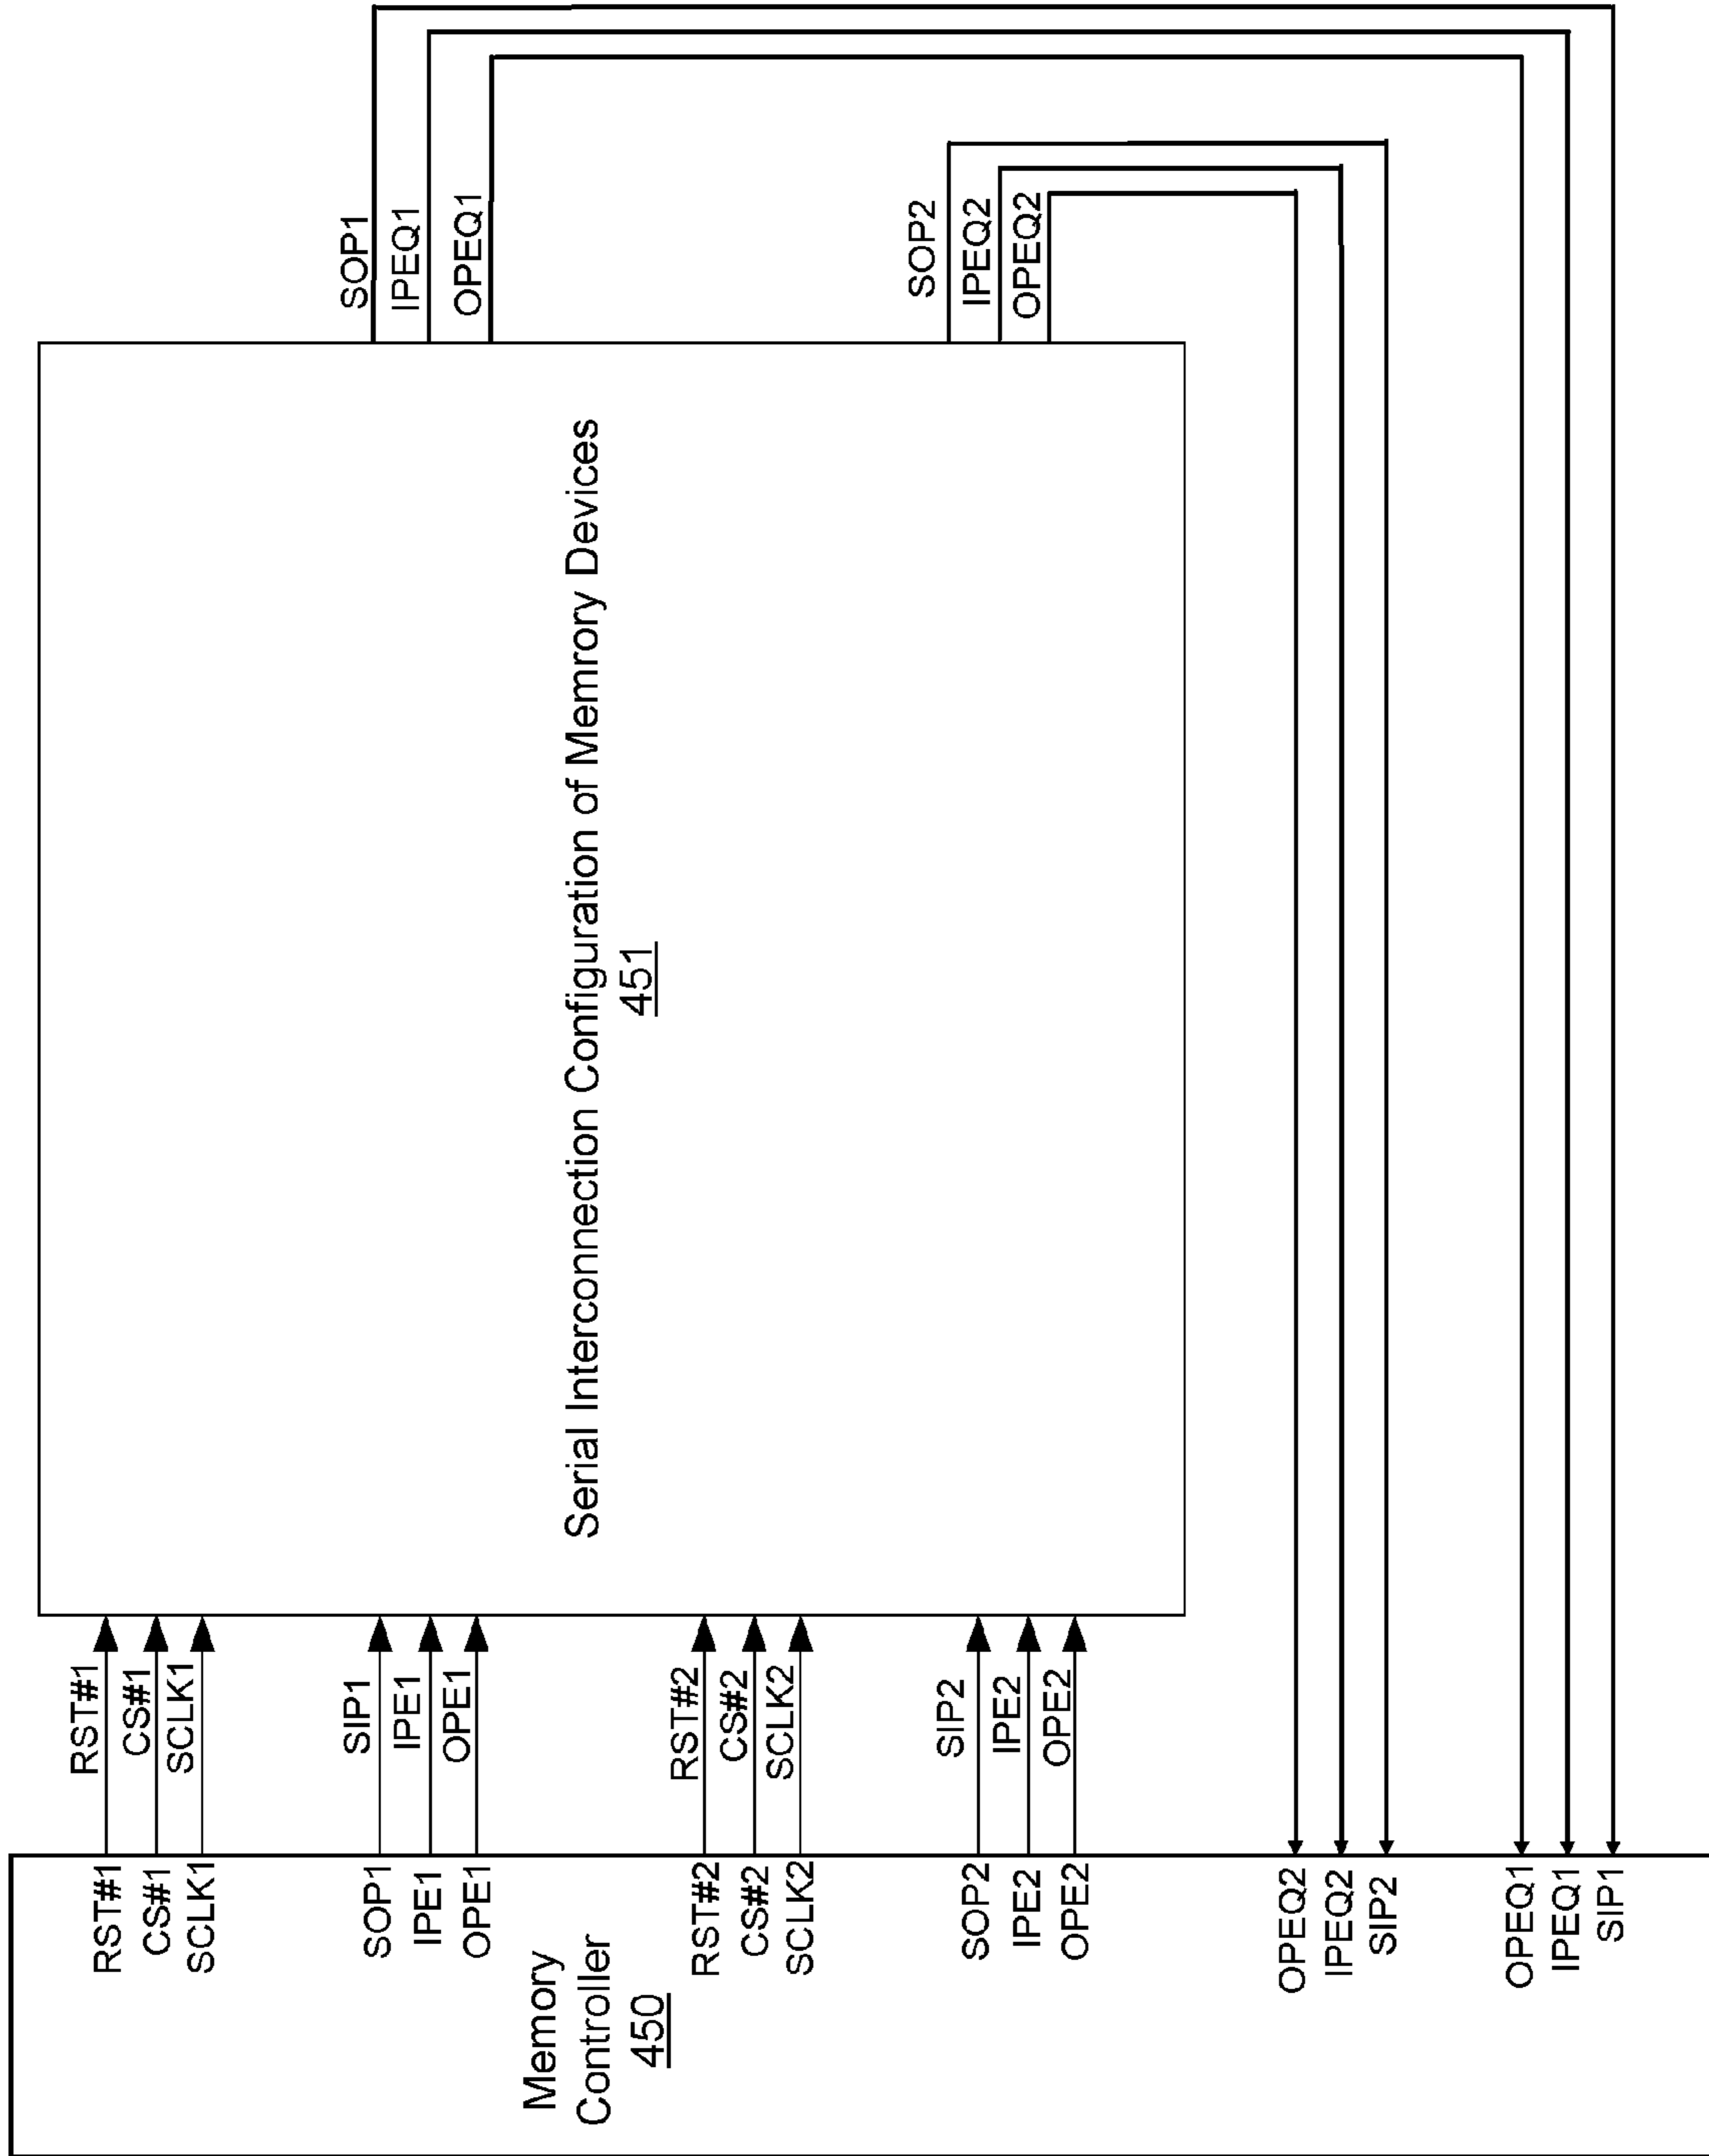 Memory
Controller
450
RST#1
CS#1
SCLK1
SOP1
IPE1
OPE1
RST#2
CS#2
SCLK2
SOP2
IPE2
OPE2
OPEQ2
IPEQ2
SIP2
OPEQ1
IPEQ1
SIP1
RST#1
CS#1
SCLK1
SIP1
IPE1
OPE1
RST#2
CS#2
SCLK2
SIP2
IPE2
OPE2
Serial Interconnection Configuration of Memrory Devices
451
SOP1
IPEQ1
OPEQ1
SOP2
IPEQ2
OPEQ2